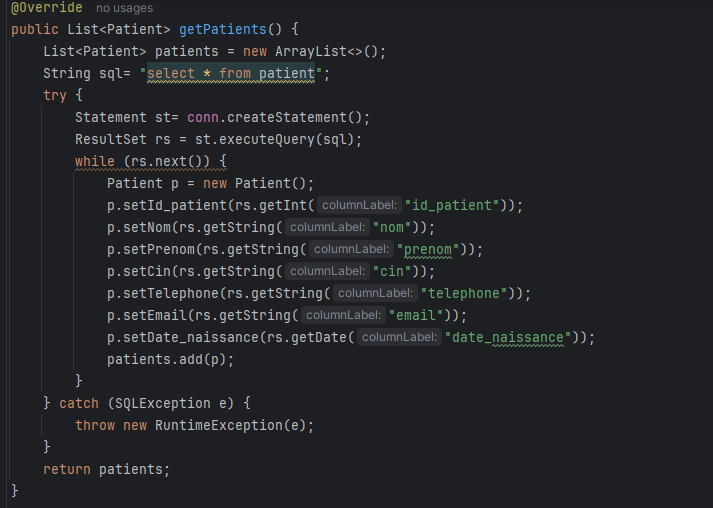 @Override no usages
public List<Patient> getPatients() {
    List<Patient> patients = new ArrayList<>();
    String sql= "select * from patient";
    try {
        Statement st= conn.createStatement();
        ResultSet rs = st.executeQuery(sql);
        while (rs.next()) {
            Patient p = new Patient();
            p.setId_patient(rs.getInt( columnLabel: "id_patient"));
            p.setNom(rs.getString( columnLabel: "nom"));
            p.setPrenom(rs.getString( columnLabel: "prenom"));
            p.setCin(rs.getString( columnLabel: "cin"));
            p.setTelephone(rs.getString( columnLabel: "telephone"));
            p.setEmail(rs.getString( columnLabel: "email"));
            p.setDate_naissance(rs.getDate( columnLabel: "date_naissance"));
            patients.add(p);
        }
    } catch (SQLException e) {
        throw new RuntimeException(e);
    }
    return patients;
}